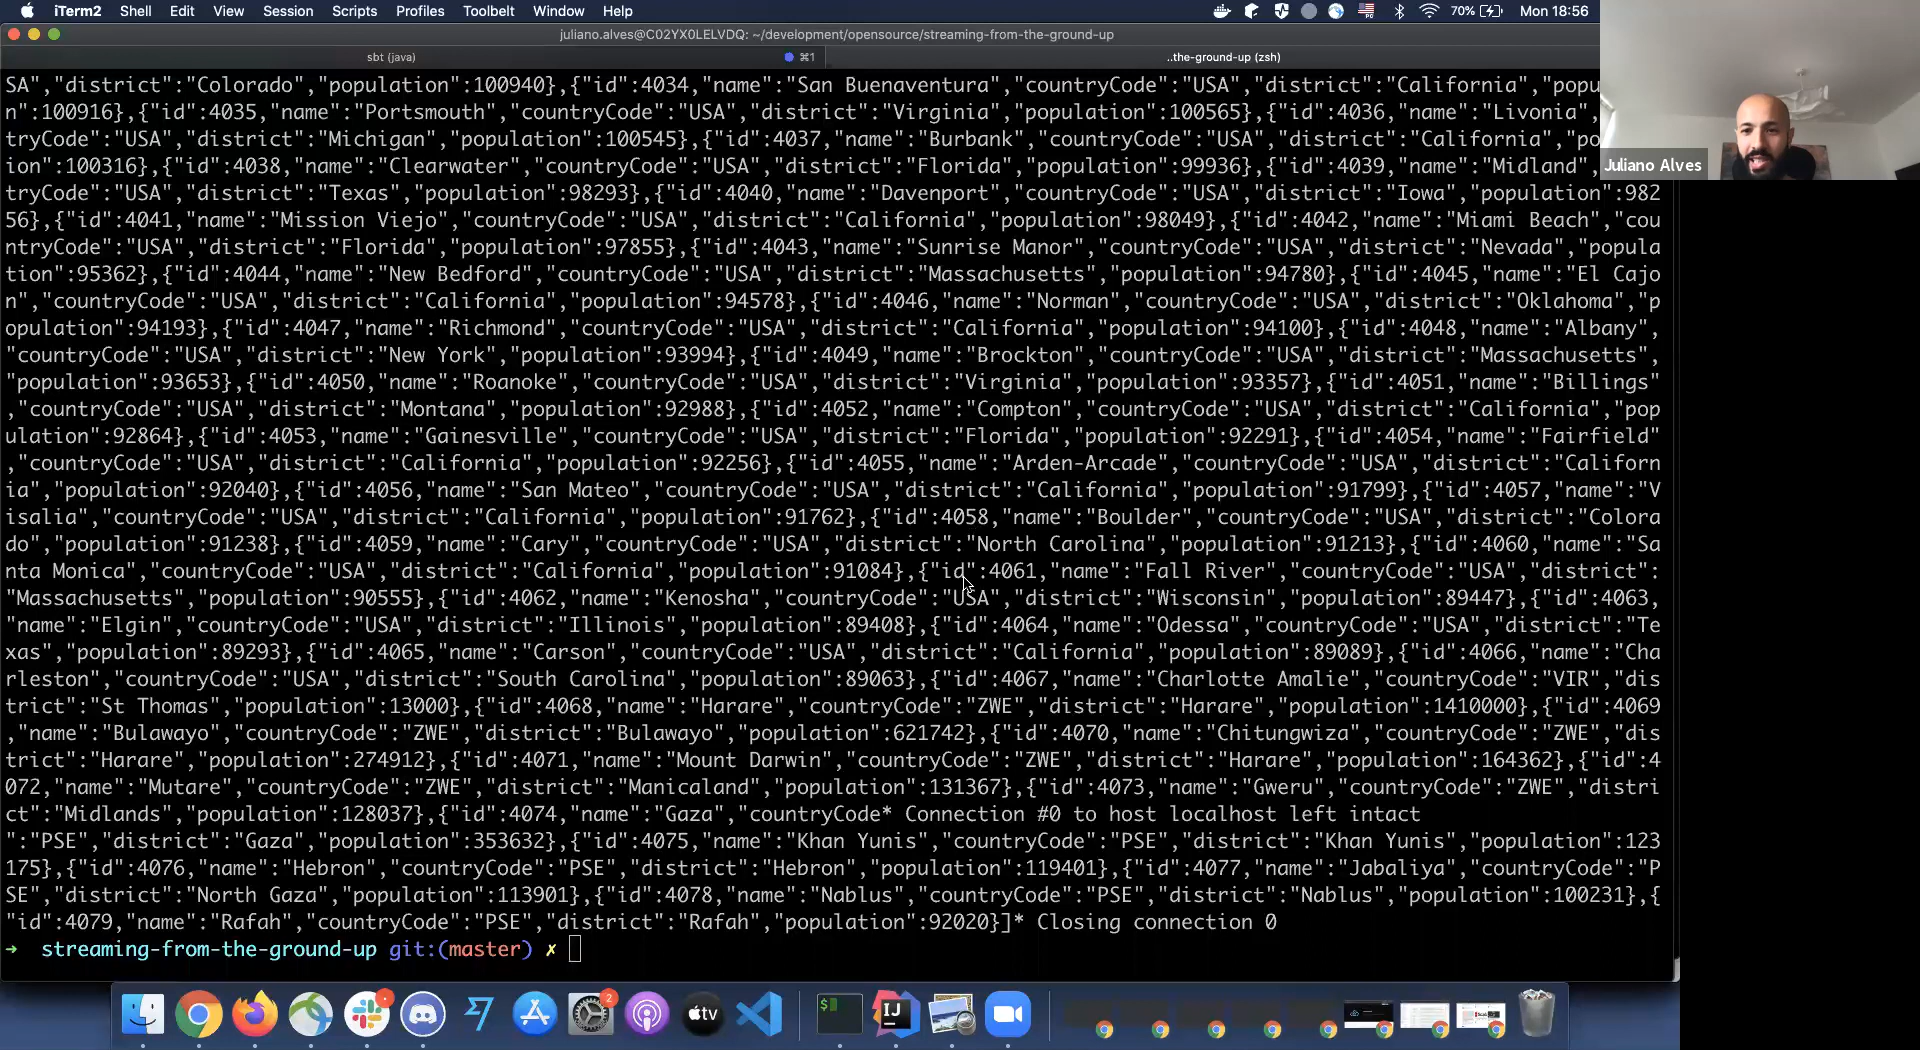 iTerm2 Shell Edit View Session Scripts Profiles Toolbelt Window Help 70% Mon 18:56
juliano.alves@C02YX0LELVDQ: ~/development/opensource/streaming-from-the-ground-up
sbt (java) ⌘1 ..the-ground-up (zsh)
SA","district":"Colorado","population":100940},{"id":4034,"name":"San Buenaventura","countryCode":"USA","district":"California","popu
n":100916},{"id":4035,"name":"Portsmouth","countryCode":"USA","district":"Virginia","population":100565},{"id":4036,"name":"Livonia",
tryCode":"USA","district":"Michigan","population":100545},{"id":4037,"name":"Burbank","countryCode":"USA","district":"California","po
ion":100316},{"id":4038,"name":"Clearwater","countryCode":"USA","district":"Florida","population":99936},{"id":4039,"name":"Midland",
Juliano Alves
tryCode":"USA","district":"Texas","population":98293},{"id":4040,"name":"Davenport","countryCode":"USA","district":"Iowa","population":982
56},{"id":4041,"name":"Mission Viejo","countryCode":"USA","district":"California","population":98049},{"id":4042,"name":"Miami Beach","cou
ntryCode":"USA","district":"Florida","population":97855},{"id":4043,"name":"Sunrise Manor","countryCode":"USA","district":"Nevada","popula
tion":95362},{"id":4044,"name":"New Bedford","countryCode":"USA","district":"Massachusetts","population":94780},{"id":4045,"name":"El Cajo
n","countryCode":"USA","district":"California","population":94578},{"id":4046,"name":"Norman","countryCode":"USA","district":"Oklahoma","p
opulation":94193},{"id":4047,"name":"Richmond","countryCode":"USA","district":"California","population":94100},{"id":4048,"name":"Albany",
"countryCode":"USA","district":"New York","population":93994},{"id":4049,"name":"Brockton","countryCode":"USA","district":"Massachusetts",
"population":93653},{"id":4050,"name":"Roanoke","countryCode":"USA","district":"Virginia","population":93357},{"id":4051,"name":"Billings"
,"countryCode":"USA","district":"Montana","population":92988},{"id":4052,"name":"Compton","countryCode":"USA","district":"California","pop
ulation":92864},{"id":4053,"name":"Gainesville","countryCode":"USA","district":"Florida","population":92291},{"id":4054,"name":"Fairfield"
,"countryCode":"USA","district":"California","population":92256},{"id":4055,"name":"Arden-Arcade","countryCode":"USA","district":"Californ
ia","population":92040},{"id":4056,"name":"San Mateo","countryCode":"USA","district":"California","population":91799},{"id":4057,"name":"V
isalia","countryCode":"USA","district":"California","population":91762},{"id":4058,"name":"Boulder","countryCode":"USA","district":"Colora
do","population":91238},{"id":4059,"name":"Cary","countryCode":"USA","district":"North Carolina","population":91213},{"id":4060,"name":"Sa
nta Monica","countryCode":"USA","district":"California","population":91084},{"id":4061,"name":"Fall River","countryCode":"USA","district":
"Massachusetts","population":90555},{"id":4062,"name":"Kenosha","countryCode":"USA","district":"Wisconsin","population":89447},{"id":4063,
"name":"Elgin","countryCode":"USA","district":"Illinois","population":89408},{"id":4064,"name":"Odessa","countryCode":"USA","district":"Te
xas","population":89293},{"id":4065,"name":"Carson","countryCode":"USA","district":"California","population":89089},{"id":4066,"name":"Cha
rleston","countryCode":"USA","district":"South Carolina","population":89063},{"id":4067,"name":"Charlotte Amalie","countryCode":"VIR","dis
trict":"St Thomas","population":13000},{"id":4068,"name":"Harare","countryCode":"ZWE","district":"Harare","population":1410000},{"id":4069
,"name":"Bulawayo","countryCode":"ZWE","district":"Bulawayo","population":621742},{"id":4070,"name":"Chitungwiza","countryCode":"ZWE","dis
trict":"Harare","population":274912},{"id":4071,"name":"Mount Darwin","countryCode":"ZWE","district":"Harare","population":164362},{"id":4
072,"name":"Mutare","countryCode":"ZWE","district":"Manicaland","population":131367},{"id":4073,"name":"Gweru","countryCode":"ZWE","distri
ct":"Midlands","population":128037},{"id":4074,"name":"Gaza","countryCode* Connection #0 to host localhost left intact
":"PSE","district":"Gaza","population":353632},{"id":4075,"name":"Khan Yunis","countryCode":"PSE","district":"Khan Yunis","population":123
175},{"id":4076,"name":"Hebron","countryCode":"PSE","district":"Hebron","population":119401},{"id":4077,"name":"Jabaliya","countryCode":"P
SE","district":"North Gaza","population":113901},{"id":4078,"name":"Nablus","countryCode":"PSE","district":"Nablus","population":100231},{
"id":4079,"name":"Rafah","countryCode":"PSE","district":"Rafah","population":92020}]* Closing connection 0
→ streaming-from-the-ground-up git:(master) ✗
2 tv $ IJ